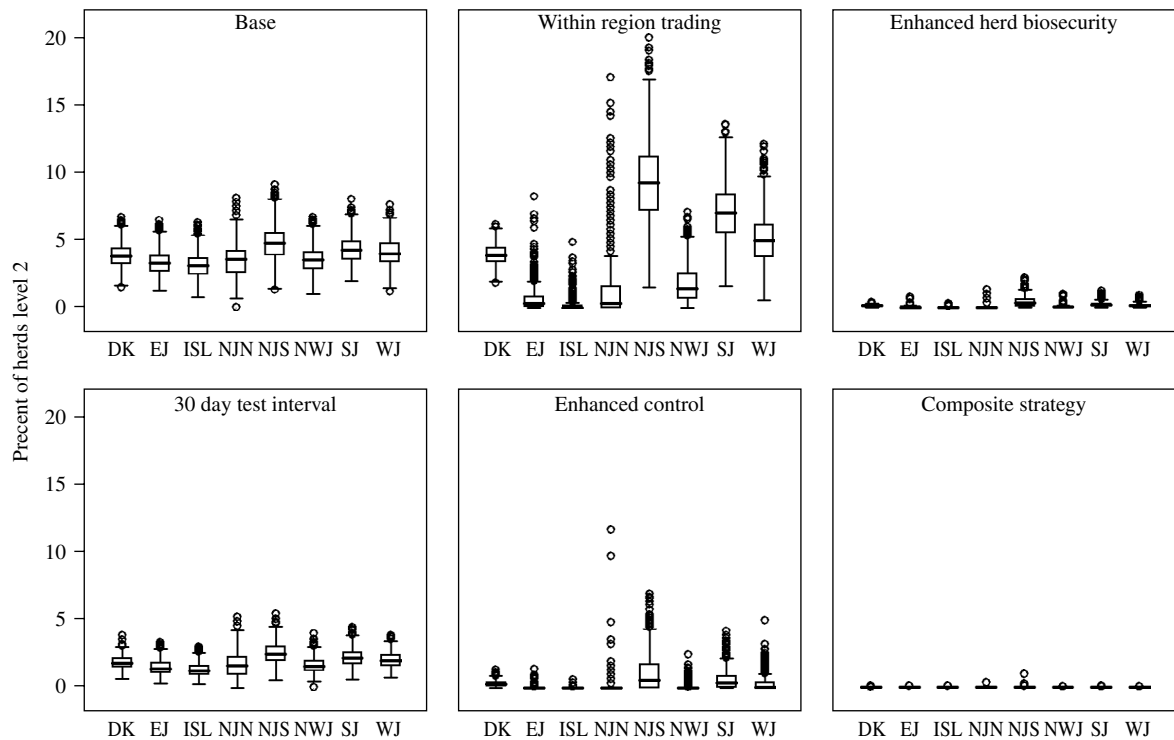 Base
Within region trading
Enhanced herd biosecurity
20
15
10
5
0
DK EJ ISL NJN NJS NWJ SJ WJ
DK EJ ISL NJN NJS NWJ SJ WJ
DK EJ ISL NJN NJS NWJ SJ WJ
Precent of herds level 2
30 day test interval
Enhanced control
Composite strategy
20
15
10
5
0
DK EJ ISL NJN NJS NWJ SJ WJ
DK EJ ISL NJN NJS NWJ SJ WJ
DK EJ ISL NJN NJS NWJ SJ WJ